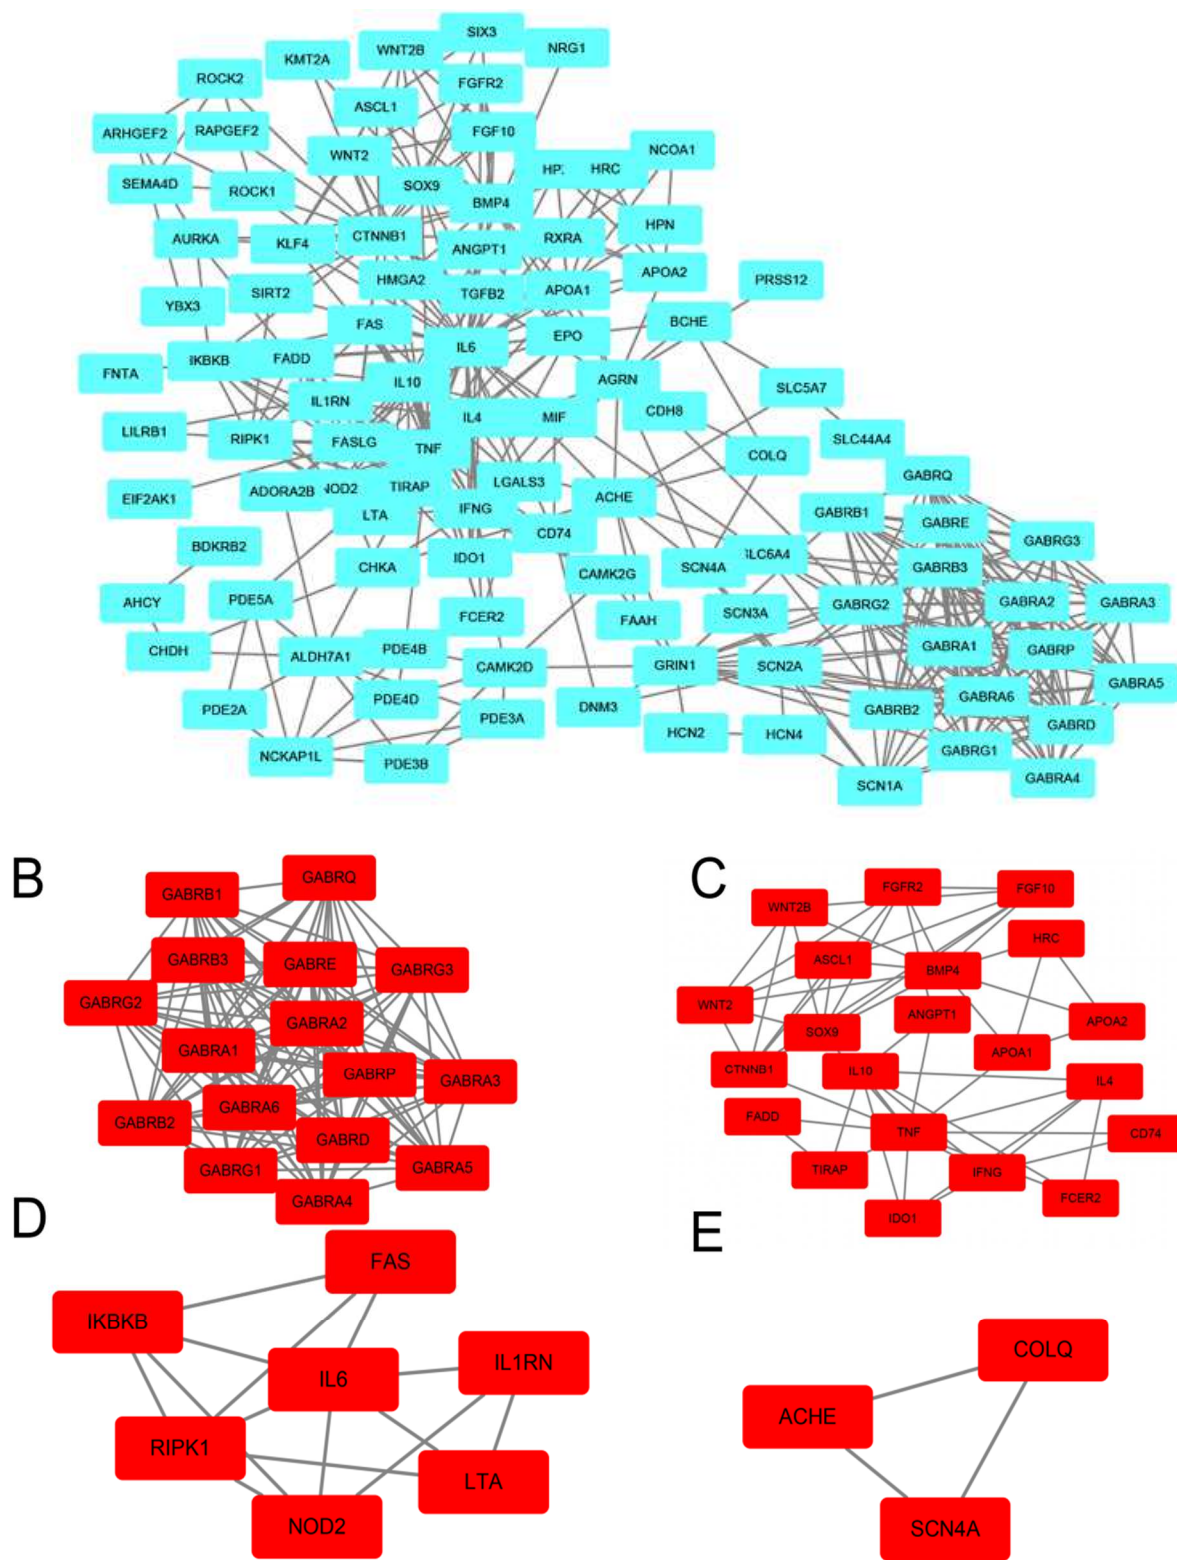 SIX3
WNT2B
NRG1
KMT2A
ROCK2
FGFR2
ASCL1
ARHGEF2
RAPGEF2
FGF10
WNT2
NCOA1
HRC
SEMA4D
ROCK1
SOX9
BMP4
HPN
AURKA
KLF4
CTNNB1
ANGPT1
RXRA
APOA2
PRSS12
HMGA2
TGFB2
APOA1
YBX3
SIRT2
BCHE
FAS
EPO
IL6
FNTA
IKBKB
FADD
IL10
AGRN
SLC5A7
IL1RN
IL4
MIF
CDH8
LILRB1
RIPK1
FASLG
TNF
SLC44A4
COLQ
GABRQ
EIF2AK1
ADORA2B
NOD2
TIRAP
LGALS3
ACHE
LTA
IFNG
GABRB1
GABRE
CD74
GABRG3
BDKRB2
CHKA
IDO1
CAMK2G
SCN4A
SLC6A4
GABRB3
AHCY
PDE5A
FCER2
FAAH
SCN3A
GABRG2
GABRA2
GABRA3
CHDH
ALDH7A1
PDE4B
CAMK2D
GRIN1
SCN2A
GABRA1
GABRP
GABRA5
PDE2A
PDE4D
PDE3A
DNM3
GABRB2
GABRA6
GABRD
HCN2
HCN4
NCKAP1L
PDE3B
GABRG1
SCN1A
GABRA4
B
GABRB1
GABRQ
GABRB3
GABRE
GABRG3
GABRG2
GABRA2
GABRA1
GABRP
GABRA3
GABRB2
GABRA6
GABRD
GABRG1
GABRA5
GABRA4
C
FGFR2
FGF10
WNT2B
HRC
ASCL1
BMP4
WNT2
ANGPT1
APOA2
SOX9
APOA1
CTNNB1
IL10
IL4
FADD
TNF
CD74
TIRAP
IFNG
FCER2
IDO1
D
FAS
IKBKB
IL6
IL1RN
RIPK1
LTA
NOD2
E
COLQ
ACHE
SCN4A